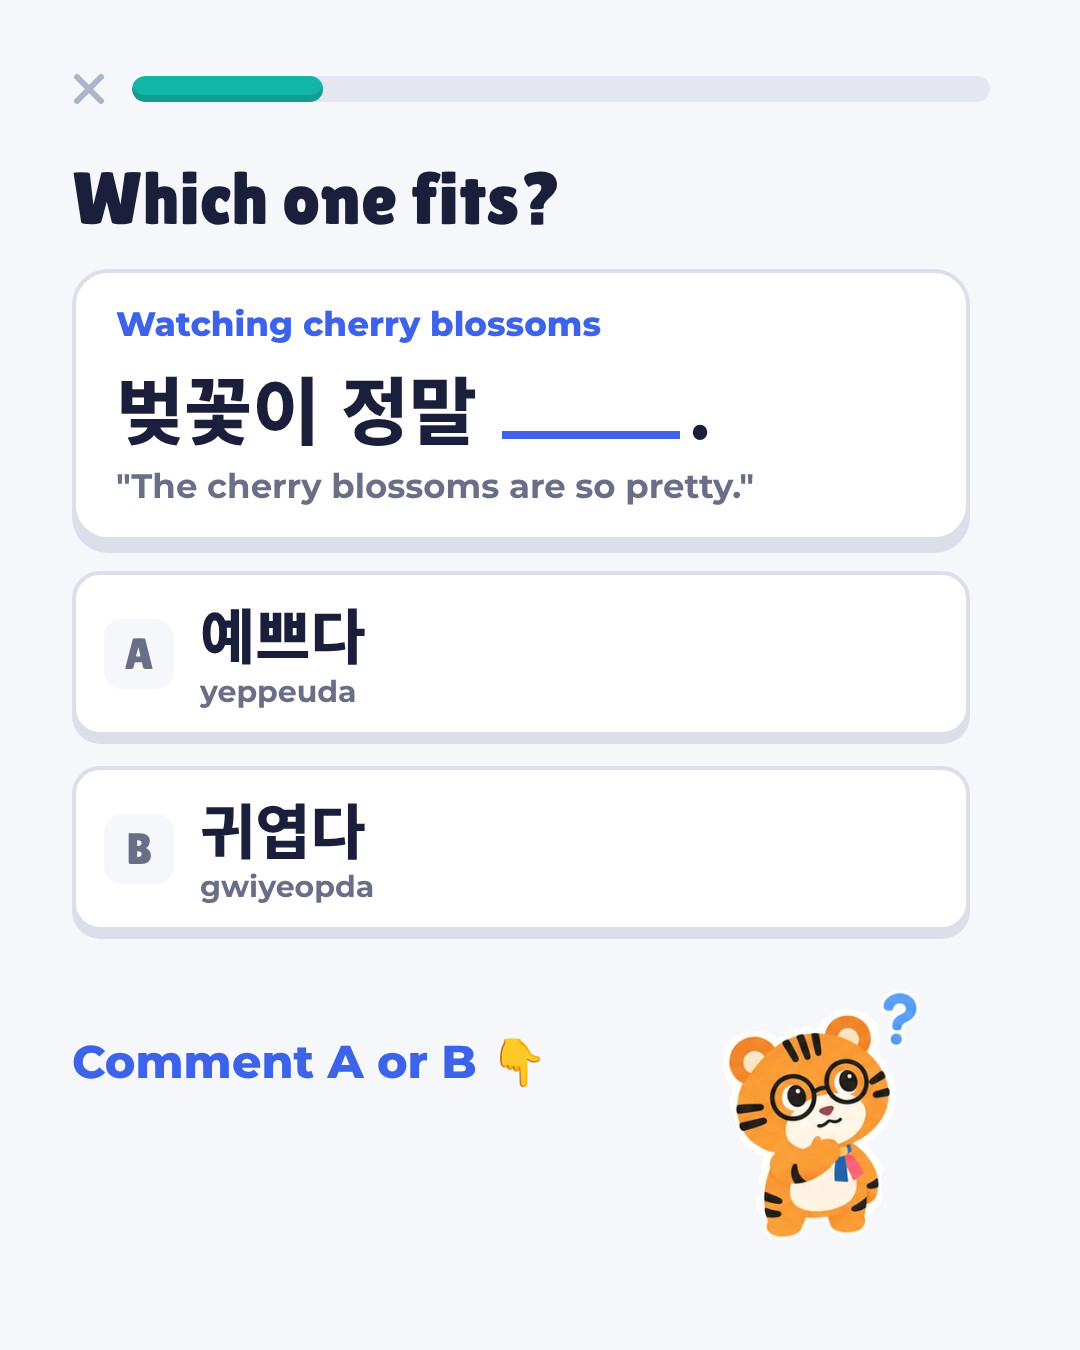 Which one fits?
Watching cherry blossoms
벚꽃이 정말 _____.
"The cherry blossoms are so pretty."
A
예쁘다
yeppeuda
B
귀엽다
gwiyeopda
?
Comment A or B 👇